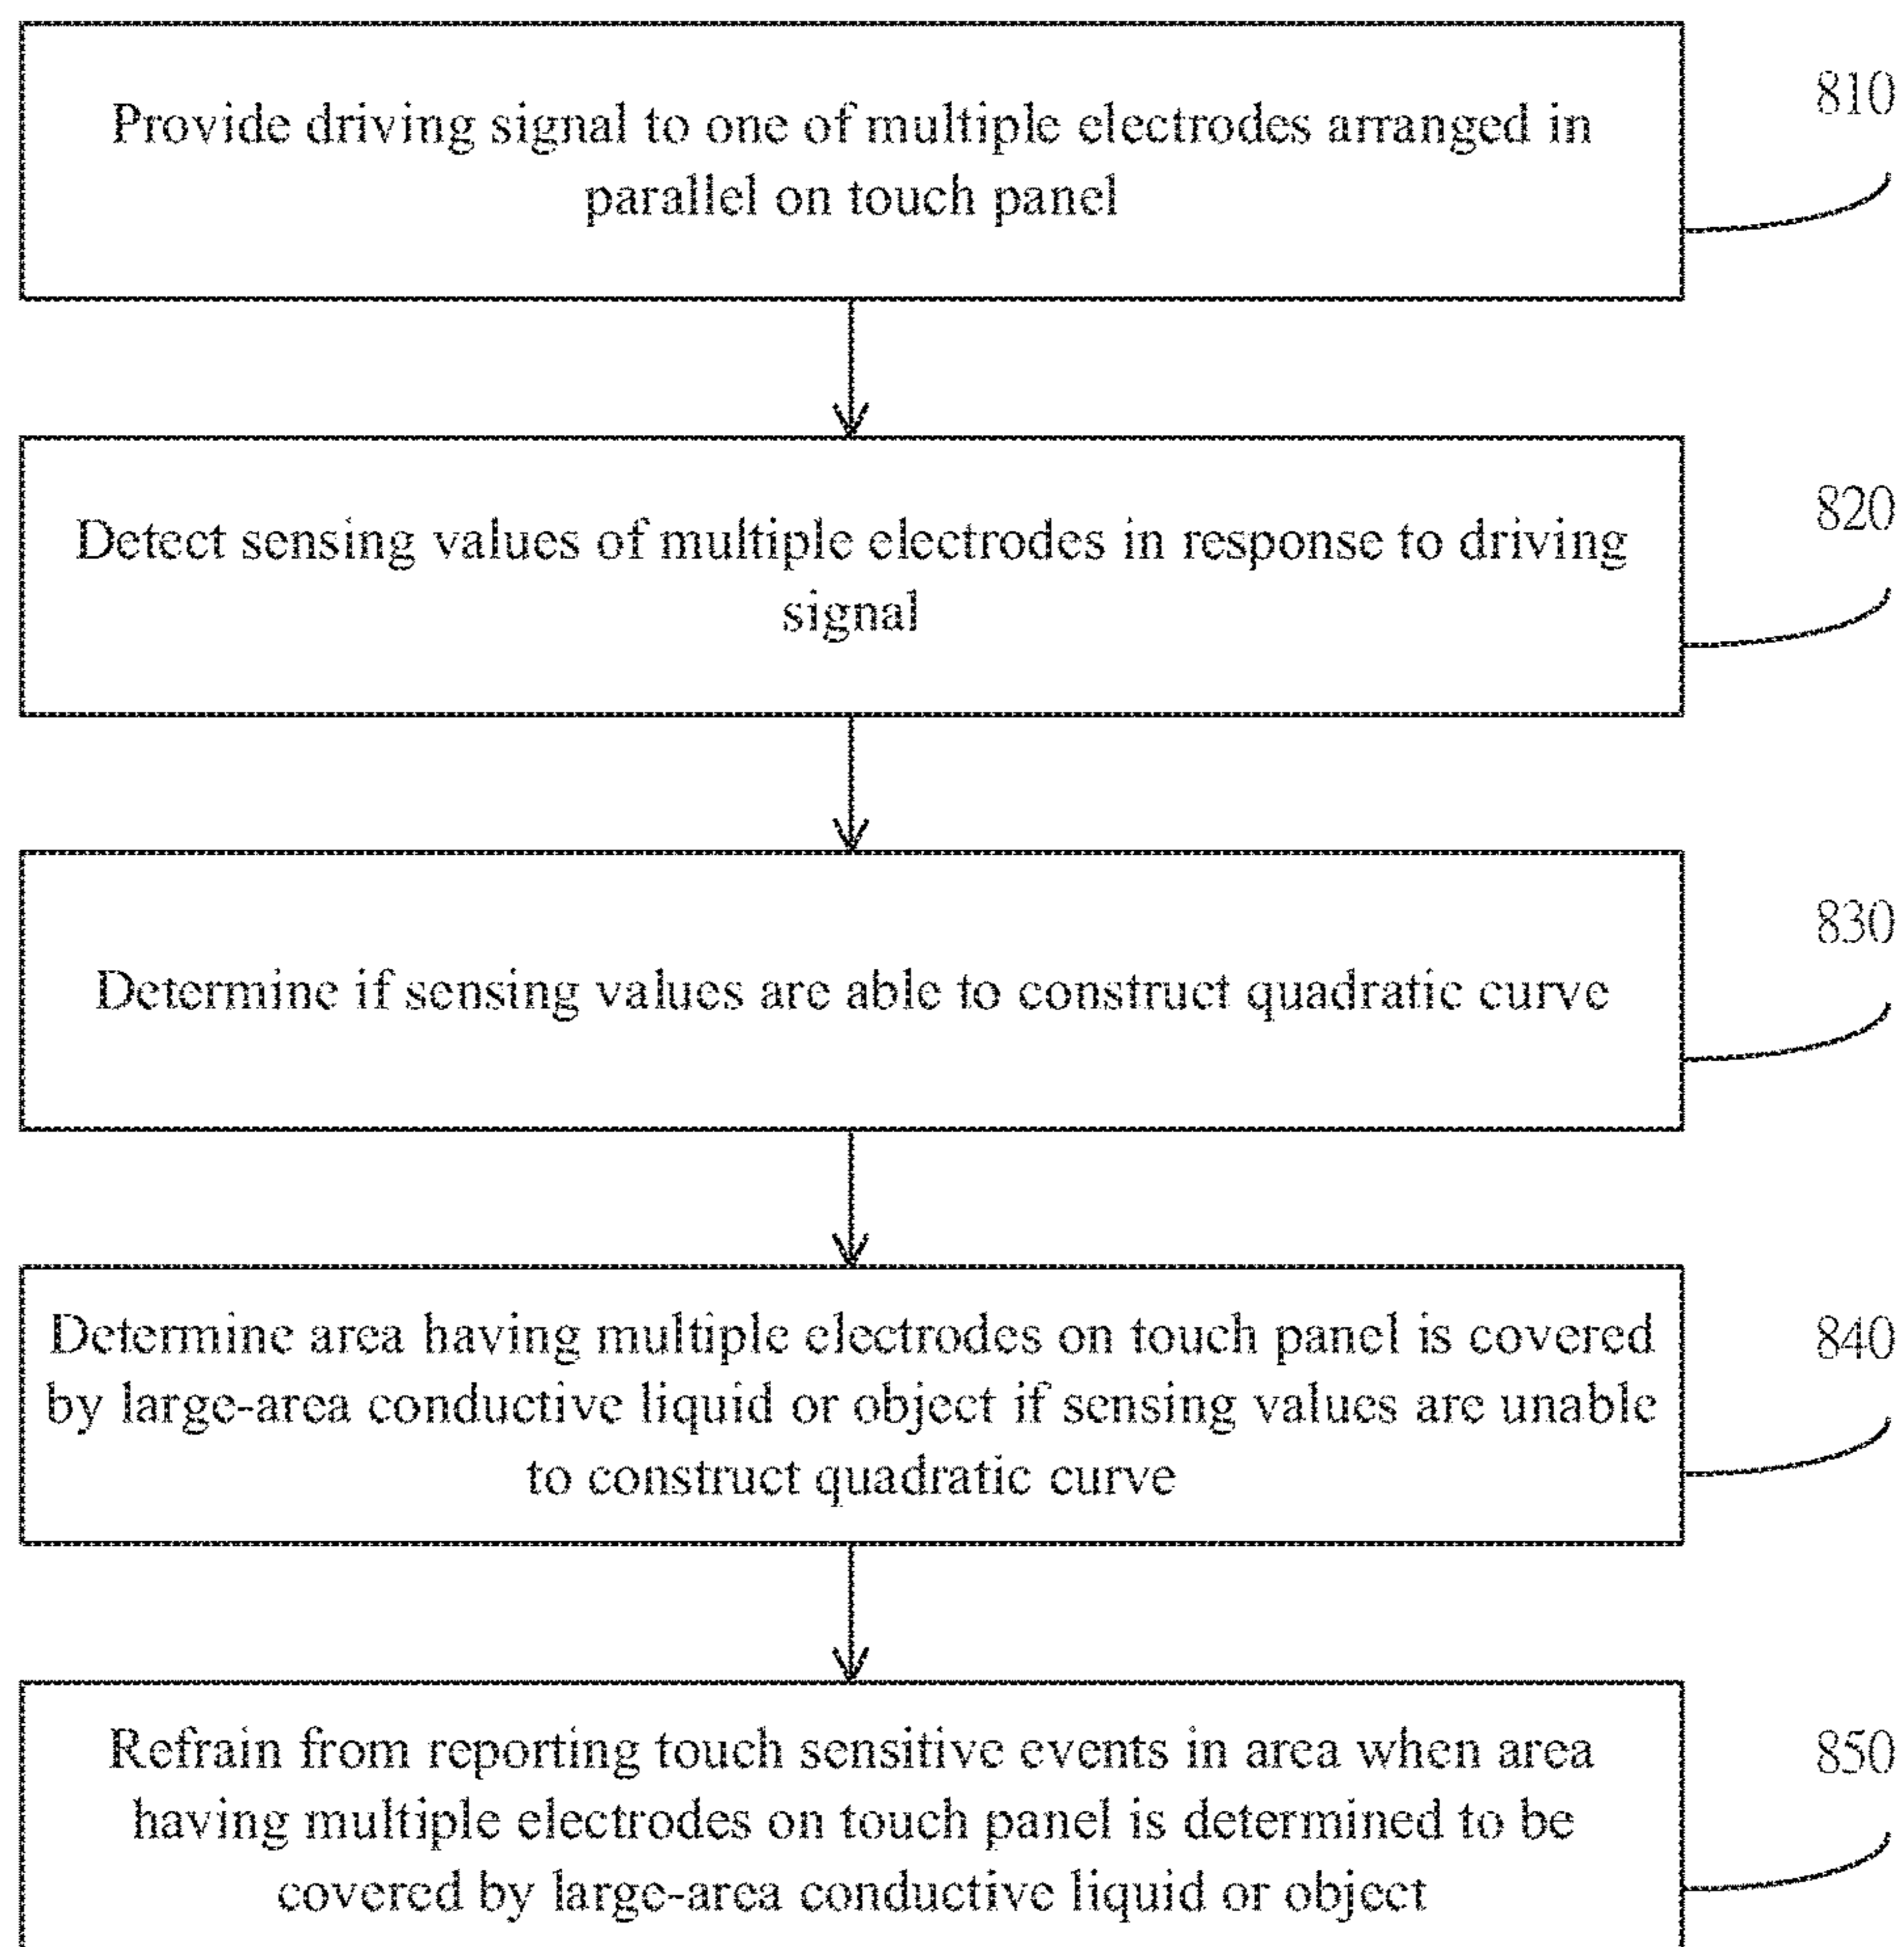 Provide driving signal to one of multiple electrodes arranged in
parallel on touch panel
810
Detect sensing values of multiple electrodes in response to driving
signal
820
Determine if sensing values are able to construct quadratic curve
830
Determine area having multiple electrodes on touch panel is covered
by large-area conductive liquid or object if sensing values are unable
to construct quadratic curve
840
Refrain from reporting touch sensitive events in area when area
having multiple electrodes on touch panel is determined to be
covered by large-area conductive liquid or object
850